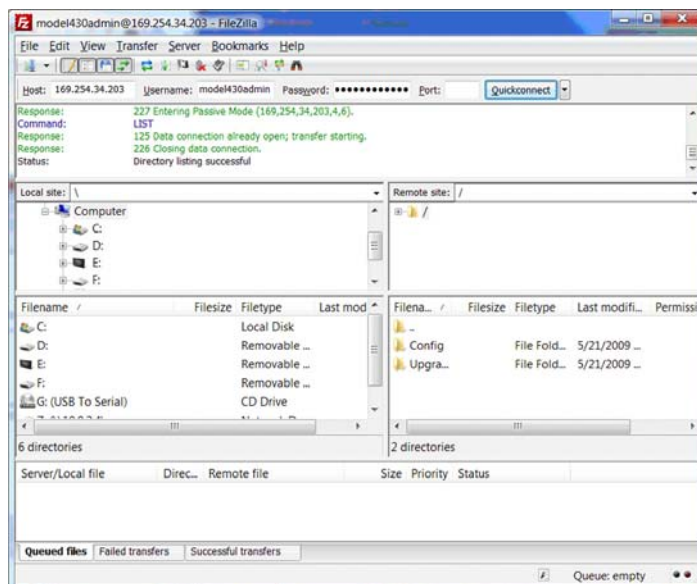 model430admin@169.254.34.203 - FileZilla
File Edit View Transfer Server Bookmarks Help
Host: 169.254.34.203 Username: model430admin Password: ●●●●●●●●●●●●● Port: Quickconnect
Response: 227 Entering Passive Mode (169,254,34,203,4,6).
Command: LIST
Response: 125 Data connection already open; transfer starting.
Response: 226 Closing data connection.
Status: Directory listing successful
Local site: \
Remote site: /
Computer
C:
D:
E:
F:
/
Filename / Filesize Filetype Last mod
C: Local Disk
D: Removable ...
E: Removable ...
F: Removable ...
G: (USB To Serial) CD Drive
6 directories
Filena... / Filesize Filetype Last modifi... Permissi
..
Config File Fold... 5/21/2009 ...
Upgra... File Fold... 5/21/2009 ...
2 directories
Server/Local file Direc... Remote file Size Priority Status
Queued files Failed transfers Successful transfers
Queue: empty